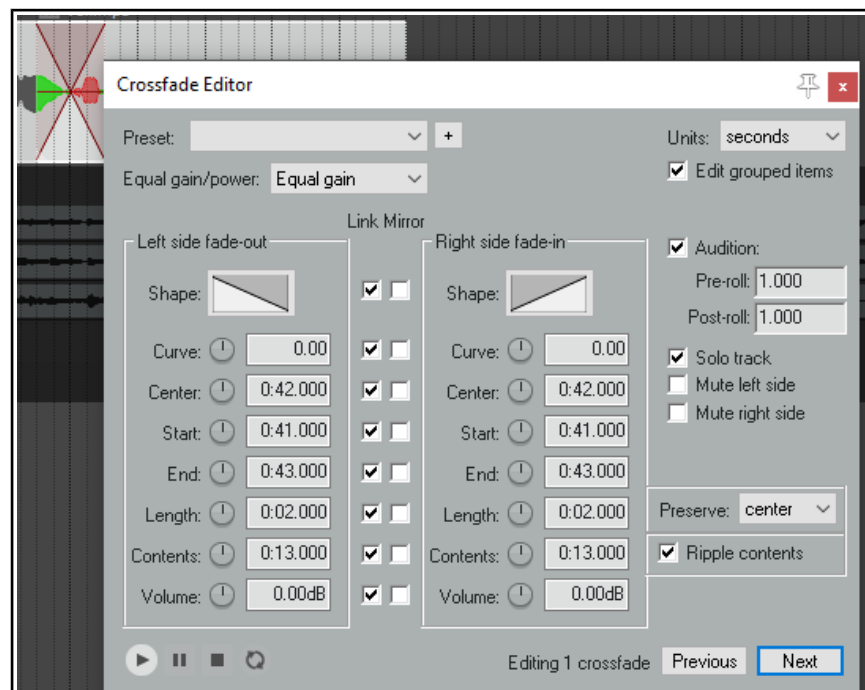 Crossfade Editor
x
Preset: +
Units: seconds
Equal gain/power: Equal gain
Edit grouped items
Link Mirror
Left side fade-out
Right side fade-in
Audition:
Shape:
Shape:
Pre-roll: 1.000
Post-roll: 1.000
Curve: 0.00
Curve: 0.00
Solo track
Center: 0:42.000
Center: 0:42.000
Mute left side
Start: 0:41.000
Start: 0:41.000
Mute right side
End: 0:43.000
End: 0:43.000
Length: 0:02.000
Length: 0:02.000
Preserve: center
Contents: 0:13.000
Contents: 0:13.000
Ripple contents
Volume: 0.00dB
Volume: 0.00dB
Editing 1 crossfade Previous Next